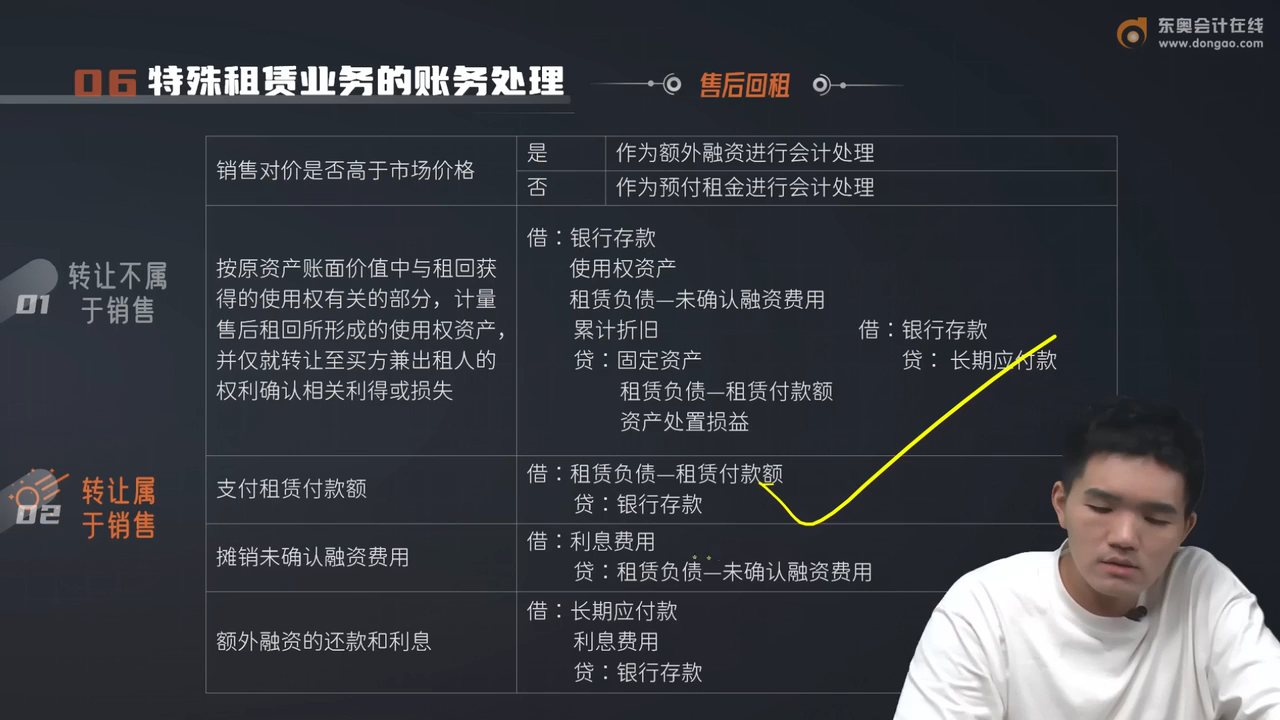 东奥会计在线
www.dongao.com
06 特殊租赁业务的账务处理
售后回租
销售对价是否高于市场价格
是
作为额外融资进行会计处理
否
作为预付租金进行会计处理
01
转让不属
于销售
按原资产账面价值中与租回获
得的使用权有关的部分，计量
售后租回所形成的使用权资产，
并仅就转让至买方兼出租人的
权利确认相关利得或损失
借：银行存款
使用权资产
租赁负债—未确认融资费用
累计折旧
贷：固定资产
租赁负债—租赁付款额
资产处置损益
借：银行存款
贷： 长期应付款
02
转让属
于销售
支付租赁付款额
借：租赁负债—租赁付款额
贷：银行存款
摊销未确认融资费用
借：利息费用
贷：租赁负债—未确认融资费用
额外融资的还款和利息
借：长期应付款
利息费用
贷：银行存款